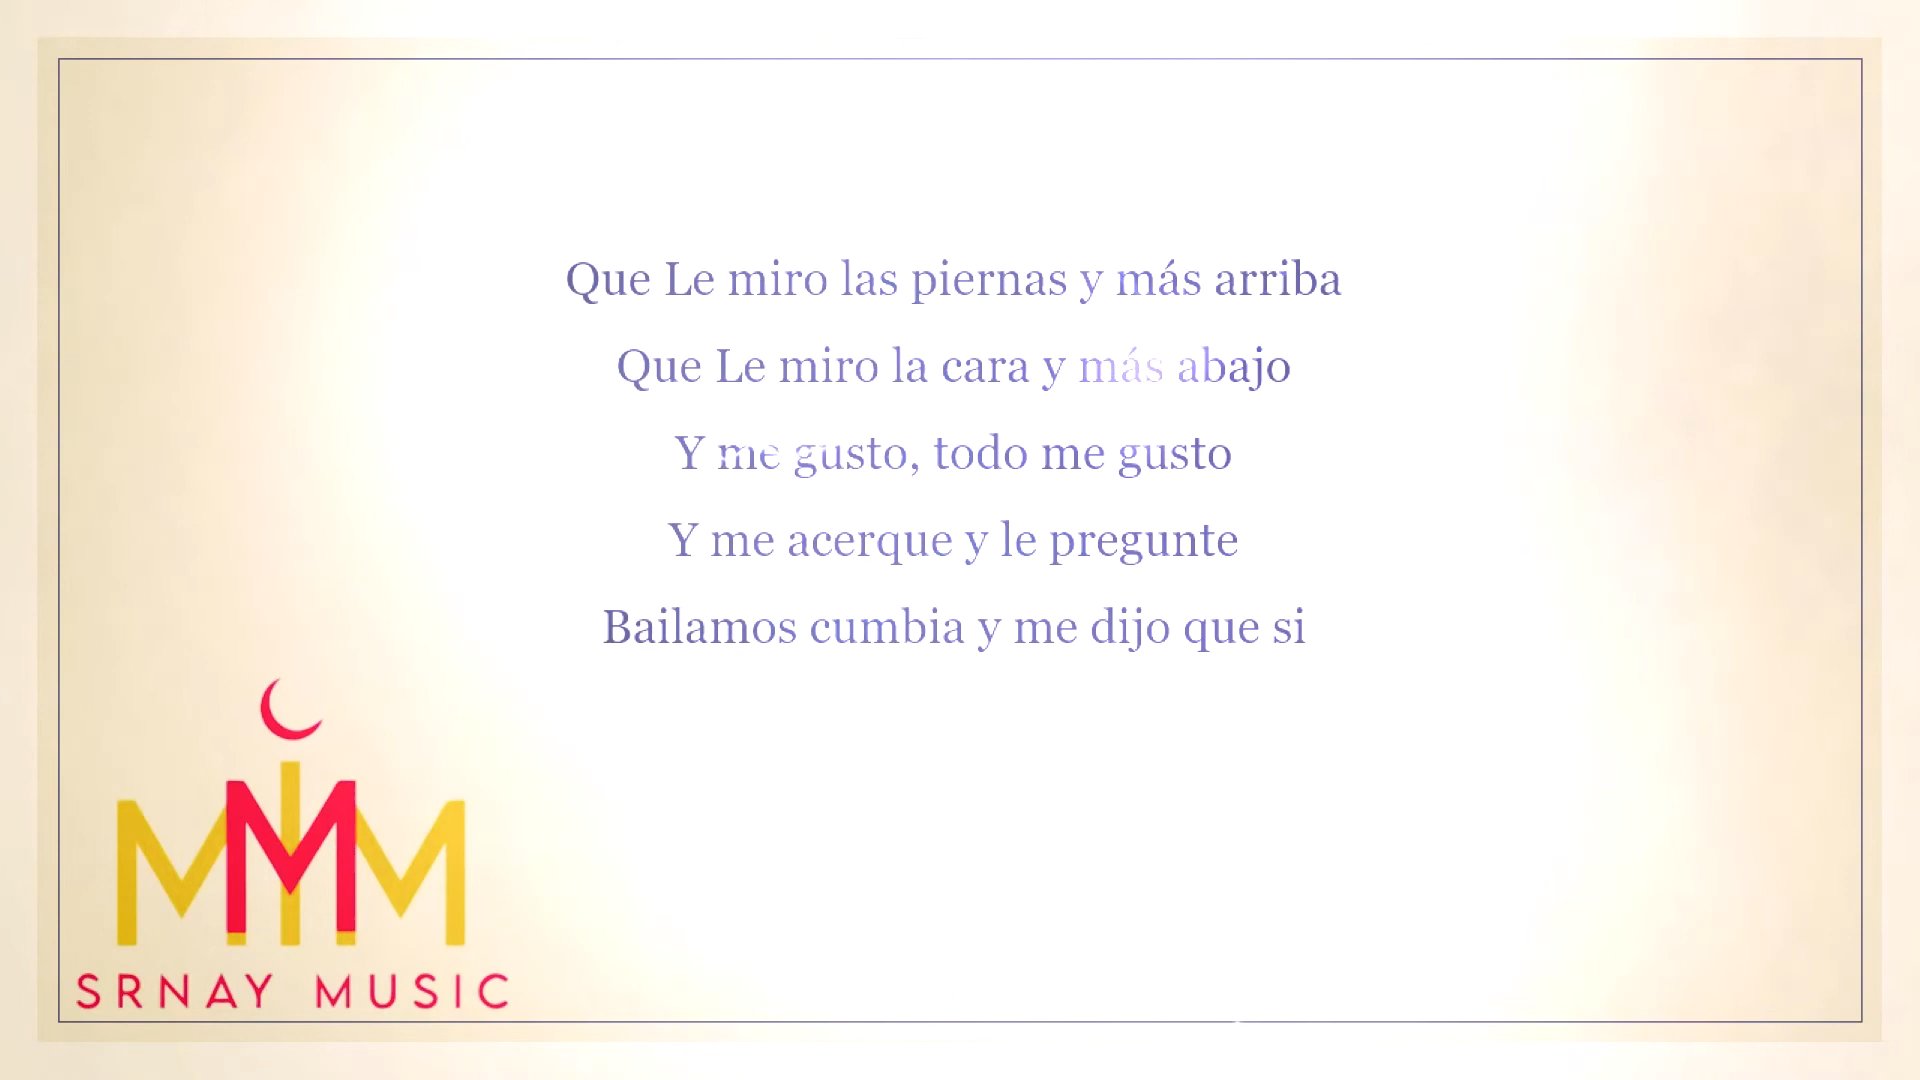 Que Le miro las piernas y más arriba
Que Le miro la cara y más abajo
Y me gusto, todo me gusto
Y me acerque y le pregunte
Bailamos cumbia y me dijo que si
MMM
SRNAY MUSIC